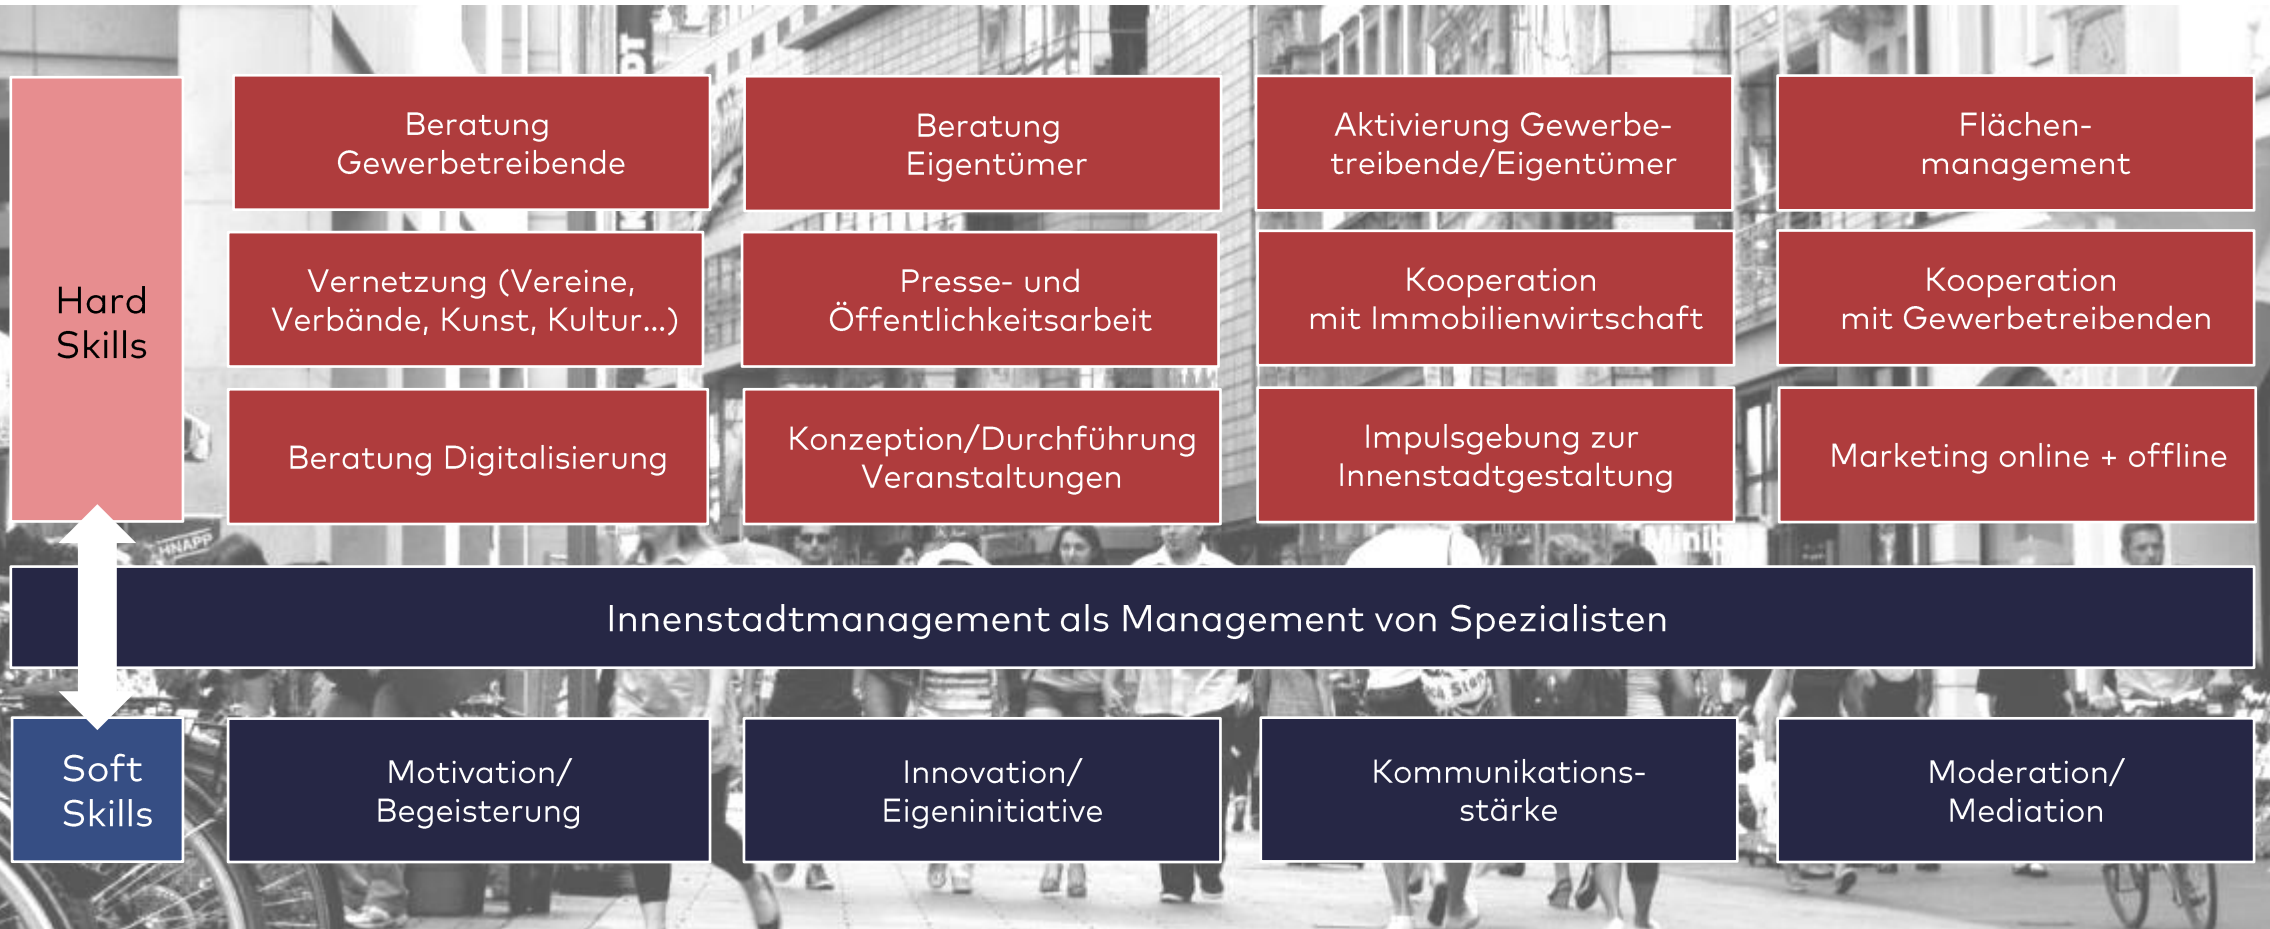 Beratung
Gewerbetreibende
Beratung
Eigentümer
Aktivierung Gewerbe-
treibende/Eigentümer
Flächen-
management
Hard
Skills
Vernetzung (Vereine,
Verbände, Kunst, Kultur...)
Presse- und
Öffentlichkeitsarbeit
Kooperation
mit Immobilienwirtschaft
Kooperation
mit Gewerbetreibenden
Beratung Digitalisierung
Konzeption/Durchführung
Veranstaltungen
Impulsgebung zur
Innenstadtgestaltung
Marketing online + offline
HNAPP
Innenstadtmanagement als Management von Spezialisten
Soft
Skills
Motivation/
Begeisterung
Innovation/
Eigeninitiative
Kommunikations-
stärke
Moderation/
Mediation